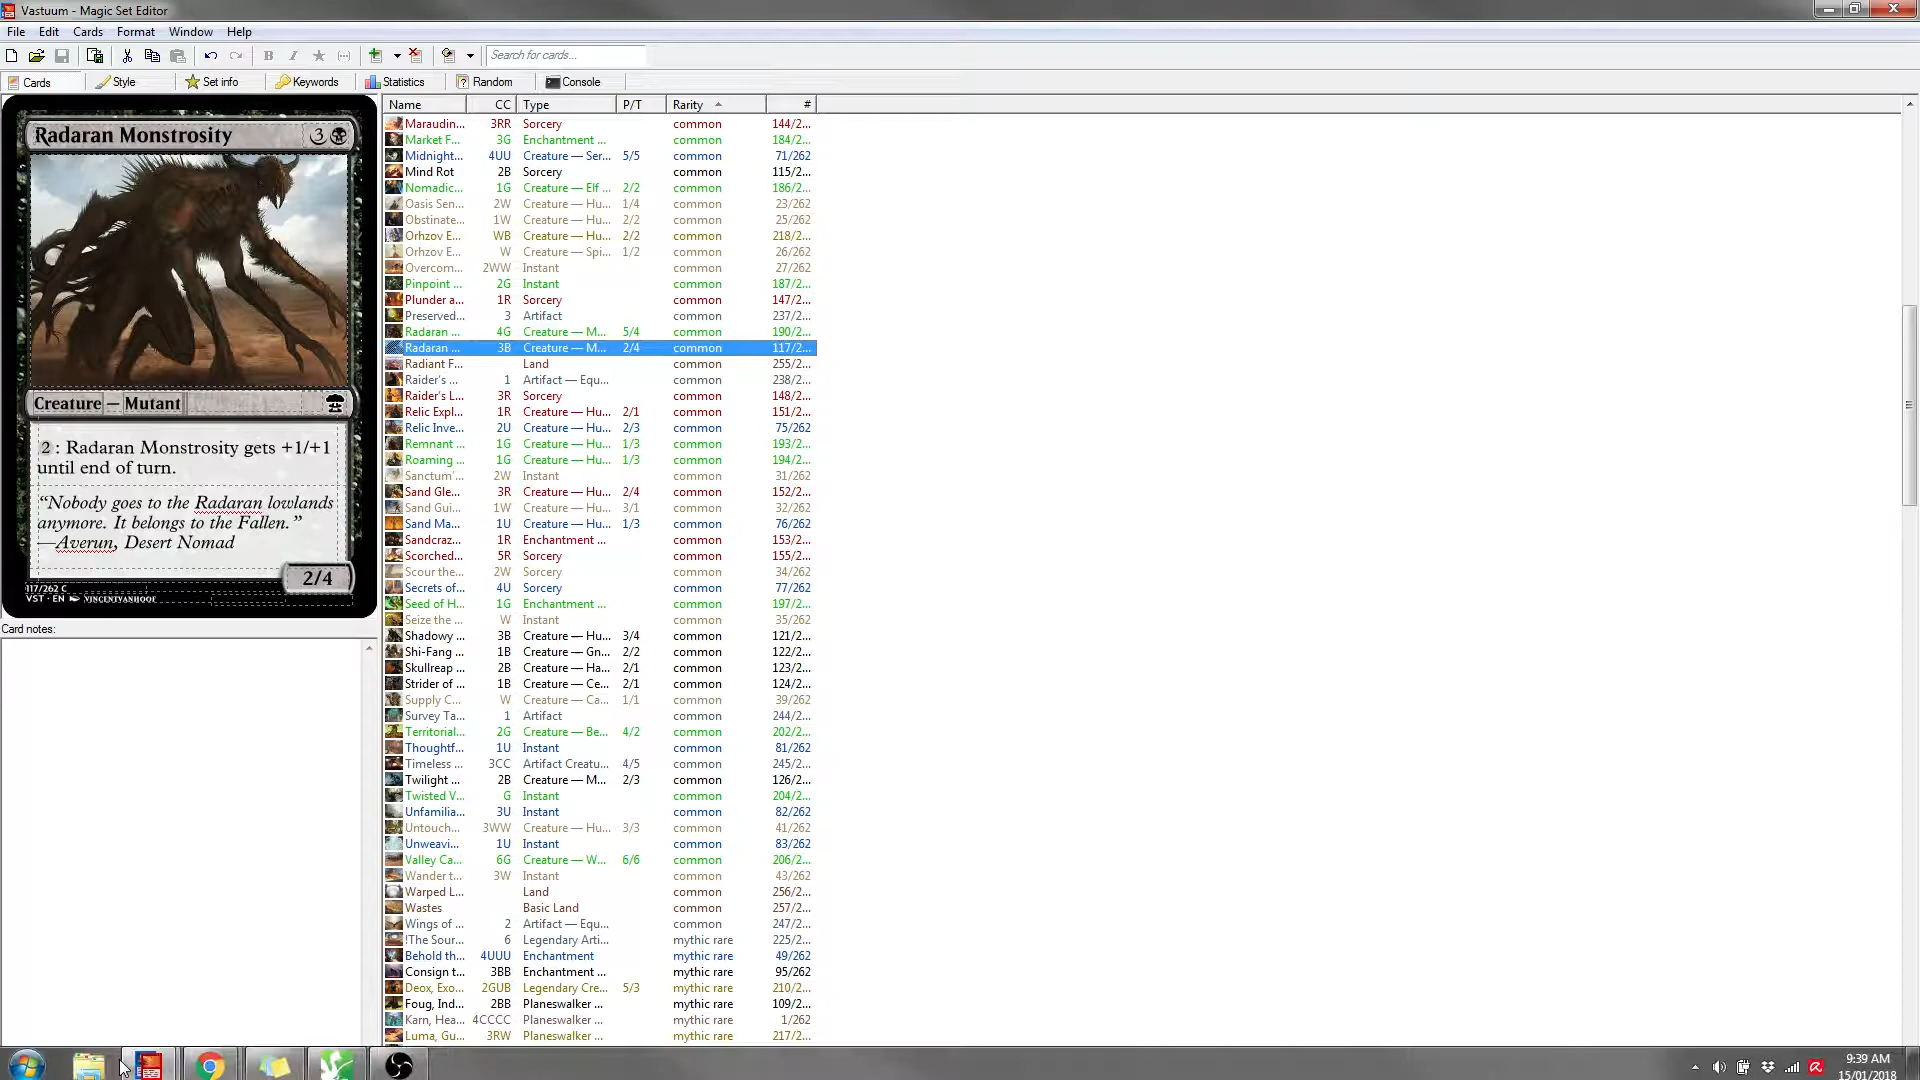 Vastuum - Magic Set Editor
File Edit Cards Format Window Help
B I Search for cards...
Cards Style Set info Keywords Statistics Random Console
Name CC Type P/T Rarity #
Radaran Monstrosity 3
Creature — Mutant
2: Radaran Monstrosity gets +1/+1
until end of turn.
“Nobody goes to the Radaran lowlands
anymore. It belongs to the Fallen.”
—Averun, Desert Nomad
2/4
117/262 C
VST · EN VINCENTVANHOOF
Card notes:
Maraudin... 3RR Sorcery common 144/2...
Market F... 3G Enchantment ... common 184/2...
Midnight... 4UU Creature — Ser... 5/5 common 71/262
Mind Rot 2B Sorcery common 115/2...
Nomadic... 1G Creature — Elf ... 2/2 common 186/2...
Oasis Sen... 2W Creature — Hu... 1/4 common 23/262
Obstinate... 1W Creature — Hu... 2/2 common 25/262
Orhzov E... WB Creature — Hu... 2/2 common 218/2...
Orhzov E... W Creature — Spi... 1/2 common 26/262
Overcom... 2WW Instant common 27/262
Pinpoint ... 2G Instant common 187/2...
Plunder a... 1R Sorcery common 147/2...
Preserved... 3 Artifact common 237/2...
Radaran ... 4G Creature — M... 5/4 common 190/2...
Radaran ... 3B Creature — M... 2/4 common 117/2...
Radiant F... Land common 255/2...
Raider's ... 1 Artifact — Equ... common 238/2...
Raider's L... 3R Sorcery common 148/2...
Relic Expl... 1R Creature — Hu... 2/1 common 151/2...
Relic Inve... 2U Creature — Hu... 2/3 common 75/262
Remnant ... 1G Creature — Hu... 1/3 common 193/2...
Roaming ... 1G Creature — Hu... 1/3 common 194/2...
Sanctum'... 2W Instant common 31/262
Sand Gle... 3R Creature — Hu... 2/4 common 152/2...
Sand Gui... 1W Creature — Hu... 3/1 common 32/262
Sand Ma... 1U Creature — Hu... 1/3 common 76/262
Sandcraz... 1R Enchantment ... common 153/2...
Scorched... 5R Sorcery common 155/2...
Scour the... 2W Sorcery common 34/262
Secrets of... 4U Sorcery common 77/262
Seed of H... 1G Enchantment ... common 197/2...
Seize the ... W Instant common 35/262
Shadowy ... 3B Creature — Hu... 3/4 common 121/2...
Shi-Fang ... 1B Creature — Gn... 2/2 common 122/2...
Skullreap ... 2B Creature — Ha... 2/1 common 123/2...
Strider of ... 1B Creature — Ce... 2/1 common 124/2...
Supply C... W Creature — Ca... 1/1 common 39/262
Survey Ta... 1 Artifact common 244/2...
Territorial... 2G Creature — Be... 4/2 common 202/2...
Thoughtf... 1U Instant common 81/262
Timeless ... 3CC Artifact Creatu... 4/5 common 245/2...
Twilight ... 2B Creature — M... 2/3 common 126/2...
Twisted V... G Instant common 204/2...
Unfamilia... 3U Instant common 82/262
Untouch... 3WW Creature — Hu... 3/3 common 41/262
Unweavi... 1U Instant common 83/262
Valley Ca... 6G Creature — W... 6/6 common 206/2...
Wander t... 3W Instant common 43/262
Warped L... Land common 256/2...
Wastes Basic Land common 257/2...
Wings of ... 2 Artifact — Equ... common 247/2...
!The Sour... 6 Legendary Arti... mythic rare 225/2...
Behold th... 4UUU Enchantment mythic rare 49/262
Consign t... 3BB Enchantment ... mythic rare 95/262
Deox, Exo... 2GUB Legendary Cre... 5/3 mythic rare 210/2...
Foug, Ind... 2BB Planeswalker ... mythic rare 109/2...
Karn, Hea... 4CCCC Planeswalker ... mythic rare 1/262
Luma, Gu... 3RW Planeswalker ... mythic rare 217/2...
9:39 AM
15/01/2018